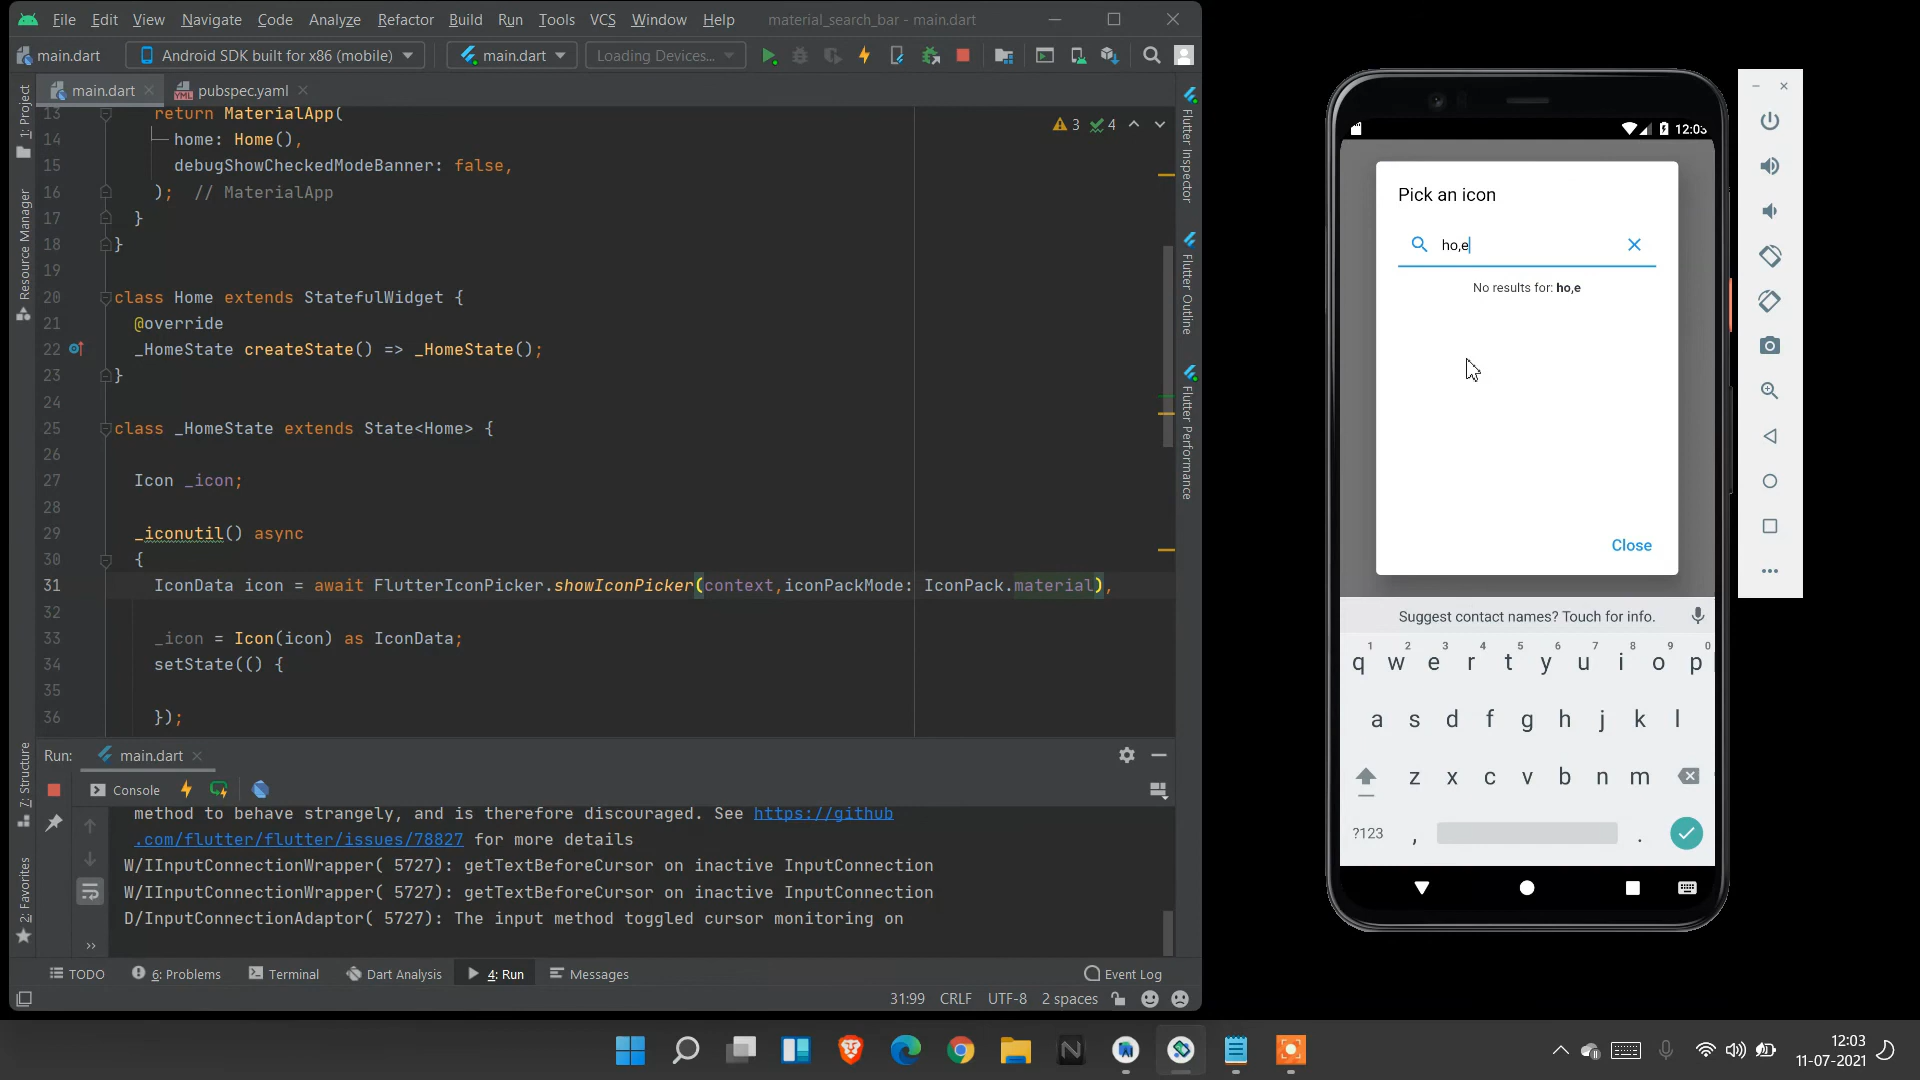 File Edit View Navigate Code Analyze Refactor Build Run Tools VCS Window Help material_search_bar - main.dart
main.dart Android SDK built for x86 (mobile) main.dart Loading Devices...
main.dart pubspec.yaml
1: Project
Resource Manager
7: Structure
2: Favorites
13 return MaterialApp(
14 home: Home(),
15 debugShowCheckedModeBanner: false,
16 ); // MaterialApp
17 }
18 }
19
20 class Home extends StatefulWidget {
21 @override
22 _HomeState createState() => _HomeState();
23 }
24
25 class _HomeState extends State<Home> {
26
27 Icon _icon;
28
29 _iconutil() async
30 {
31 IconData icon = await FlutterIconPicker.showIconPicker(context,iconPackMode: IconPack.material),
32
33 _icon = Icon(icon) as IconData;
34 setState(() {
35
36 });
3 4
Flutter Inspector
Flutter Outline
Flutter Performance
Run: main.dart
Console
method to behave strangely, and is therefore discouraged. See https://github
.com/flutter/flutter/issues/78827 for more details
W/IInputConnectionWrapper( 5727): getTextBeforeCursor on inactive InputConnection
W/IInputConnectionWrapper( 5727): getTextBeforeCursor on inactive InputConnection
D/InputConnectionAdaptor( 5727): The input method toggled cursor monitoring on
TODO 6: Problems Terminal Dart Analysis 4: Run Messages Event Log
31:99 CRLF UTF-8 2 spaces
12:03
Pick an icon
ho,e
No results for: ho,e
Close
Suggest contact names? Touch for info.
1 2 3 4 5 6 7 8 9 0
q w e r t y u i o p
a s d f g h j k l
z x c v b n m
?123 , .
12:03
11-07-2021